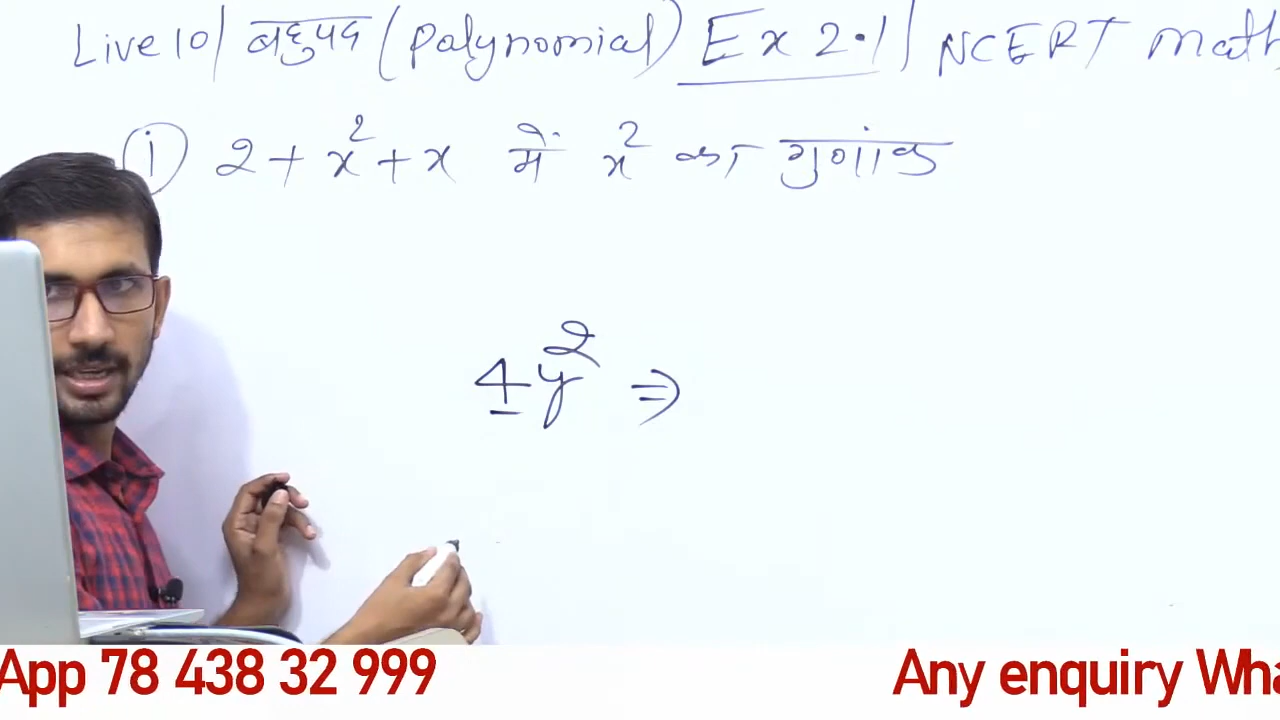 Live 10 | बहुपद (Polynomial) Ex 2.1 | NCERT Math
(i) 2 + x² + x में x² का गुणांक
4y² ⇒
App 78 438 32 999 Any enquiry Wha